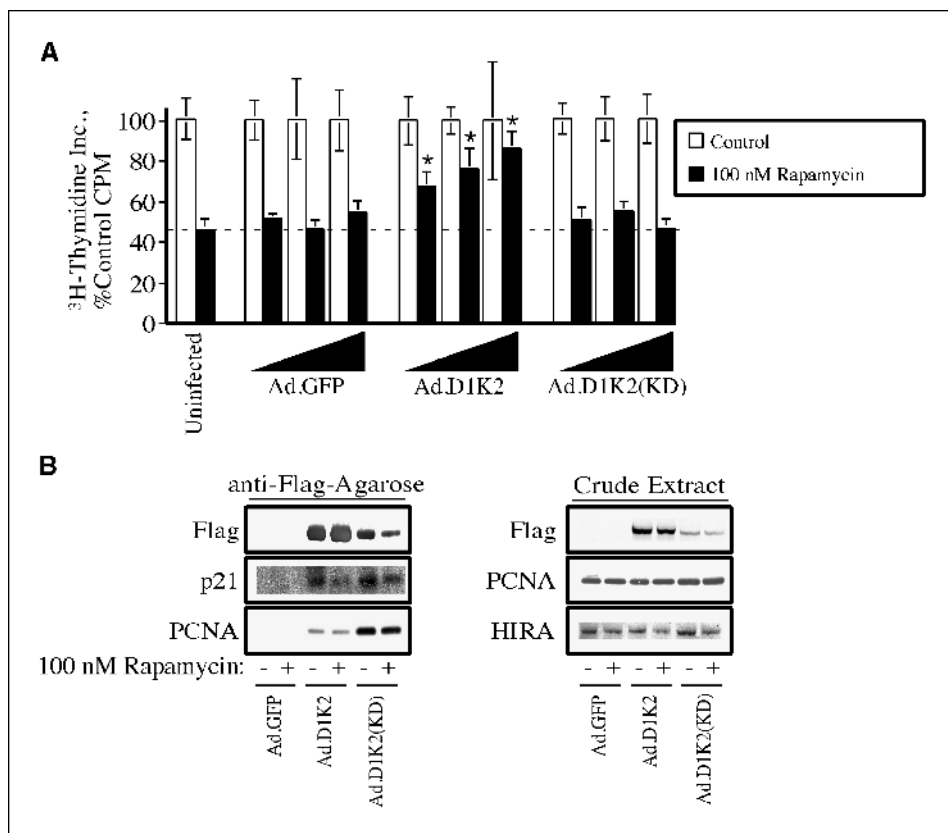 A
³H-Thymidine Inc.,
%Control CPM
100
80
60
40
20
0
* * *
Control
100 nM Rapamycin
Uninfected
Ad.GFP
Ad.D1K2
Ad.D1K2(KD)
B
anti-Flag-Agarose
Flag
p21
PCNA
100 nM Rapamycin: - + - + - +
Ad.GFP
Ad.D1K2
Ad.D1K2(KD)
Crude Extract
Flag
PCNA
HIRA
- + - + - +
Ad.GFP
Ad.D1K2
Ad.D1K2(KD)